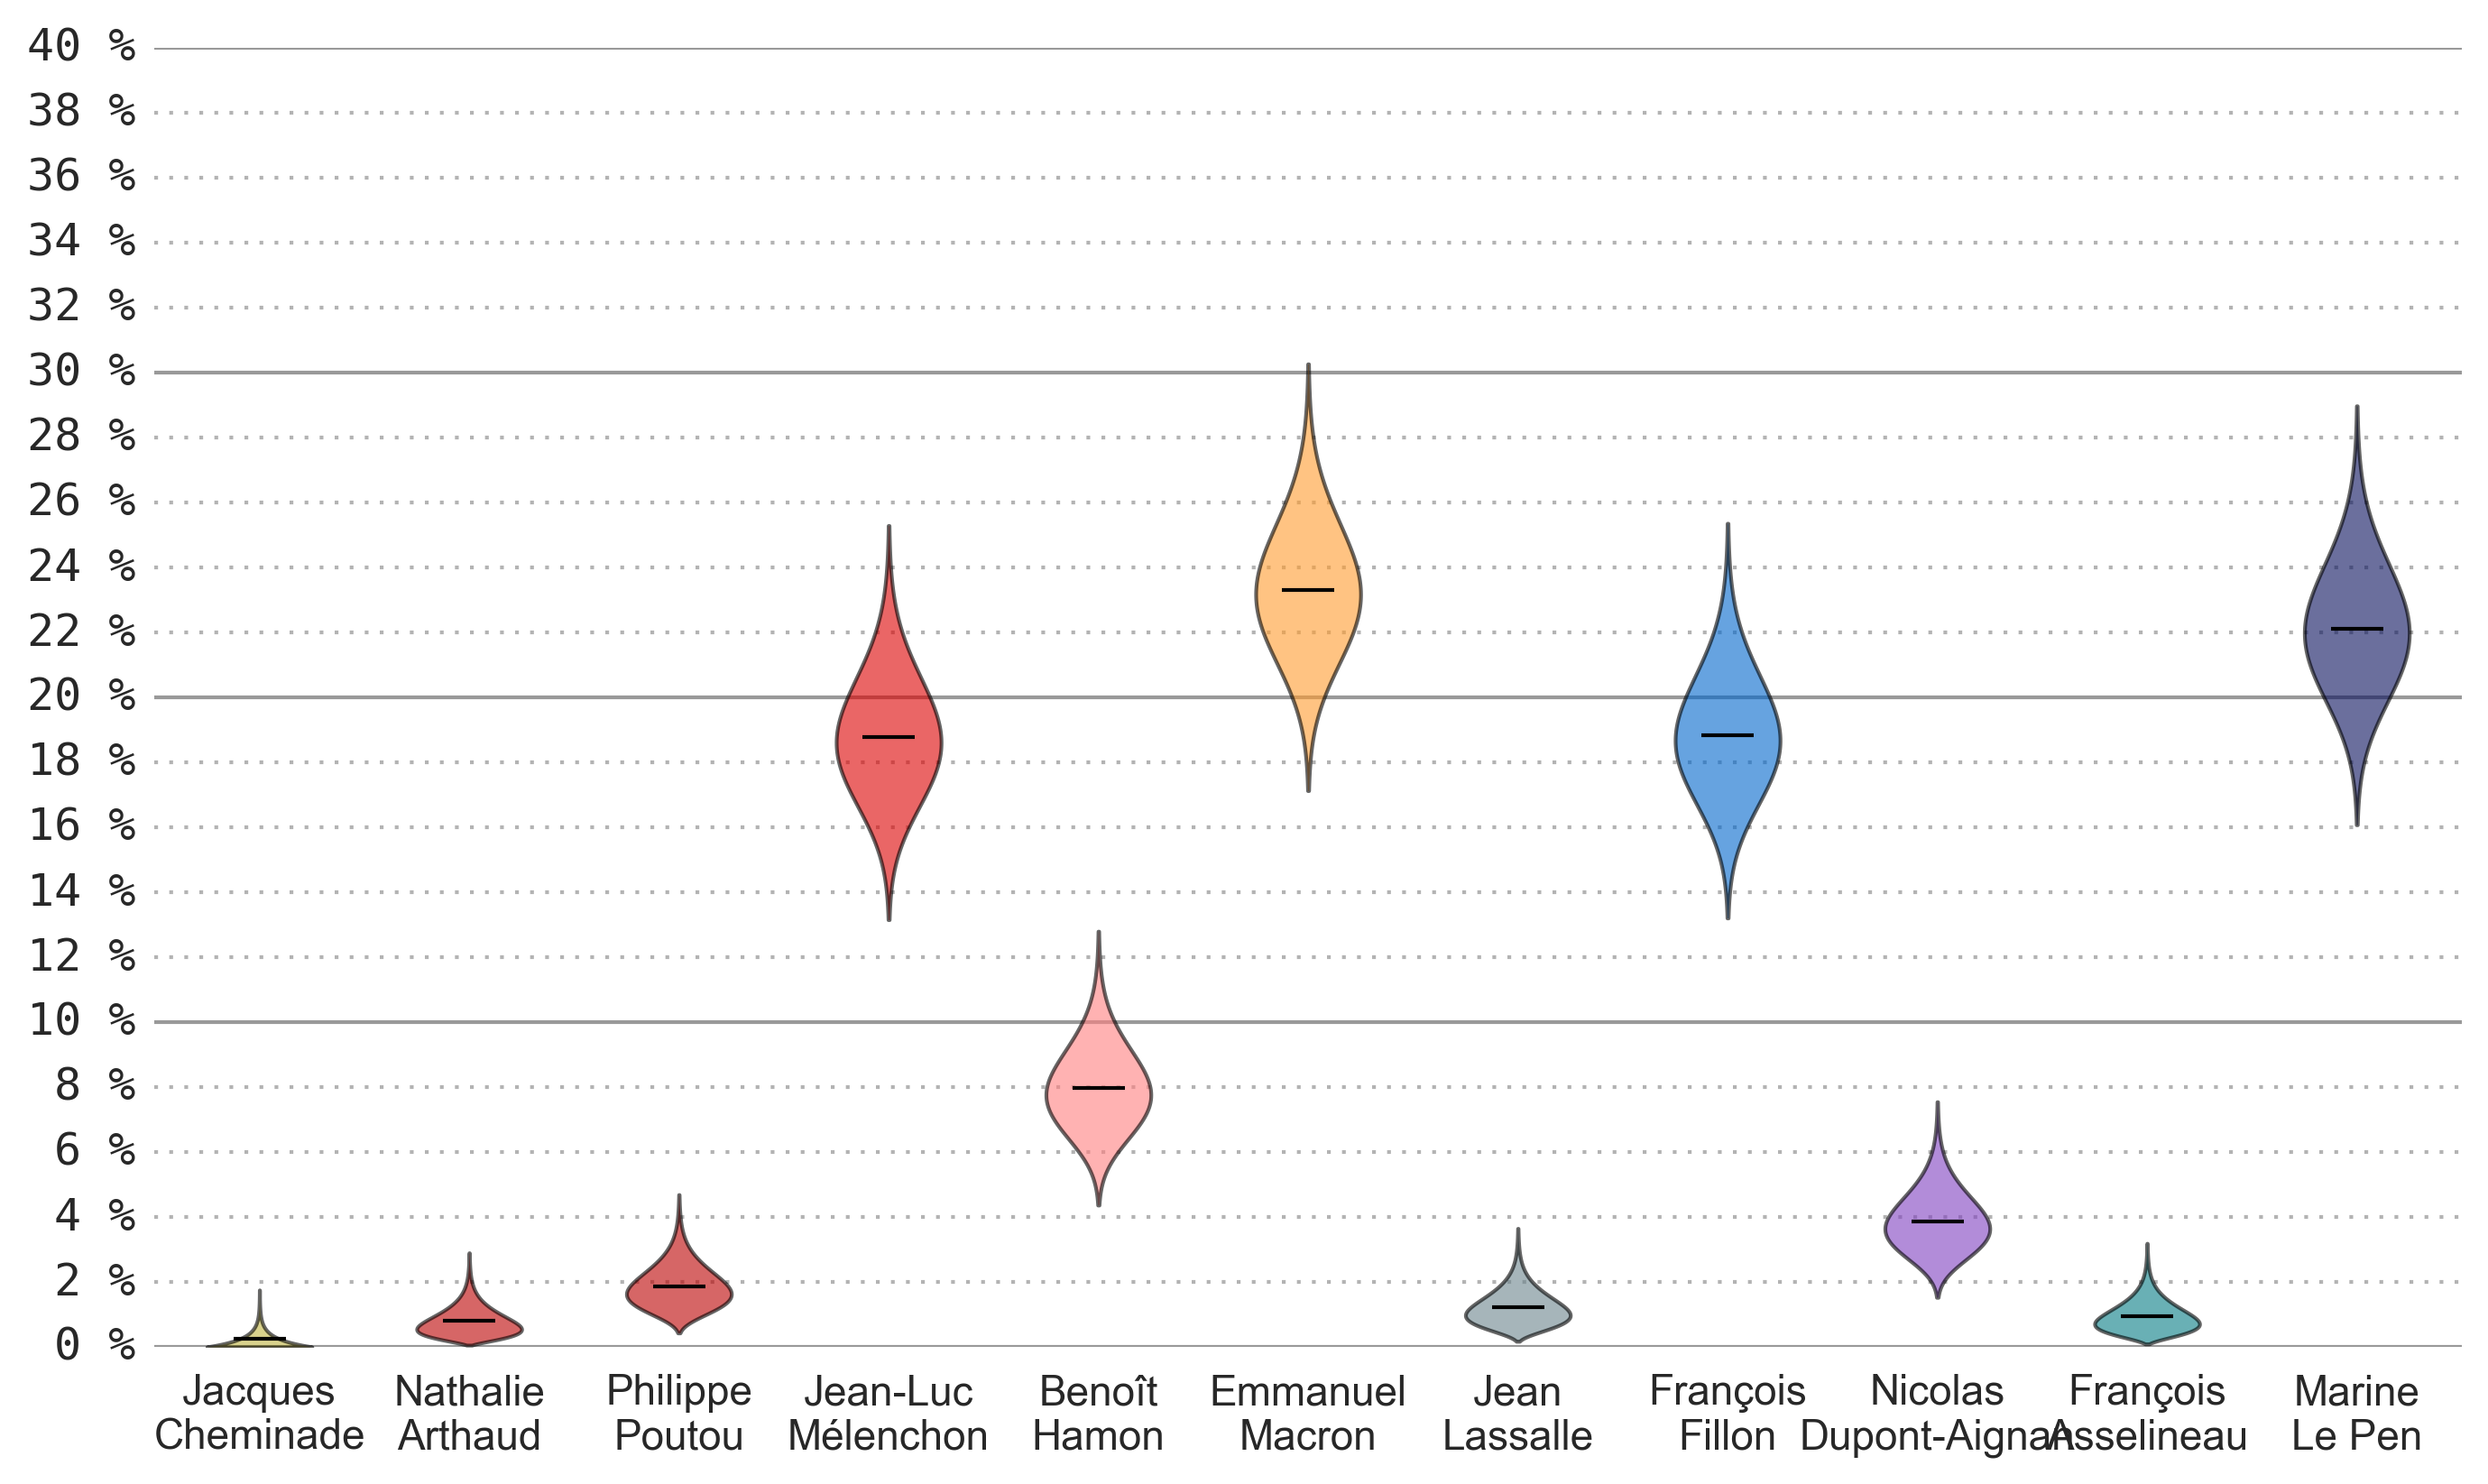 40 %
38 %
36 %
34 %
32 %
30 %
28 %
26 %
24 %
22 %
20 %
18 %
16 %
14 %
12 %
10 %
8 %
6 %
4 %
2 %
0 %
Jacques
Cheminade
Nathalie
Arthaud
Philippe
Poutou
Jean-Luc
Mélenchon
Benoît
Hamon
Emmanuel
Macron
Jean
Lassalle
François
Fillon
Nicolas
Dupont-Aignan
François
Asselineau
Marine
Le Pen